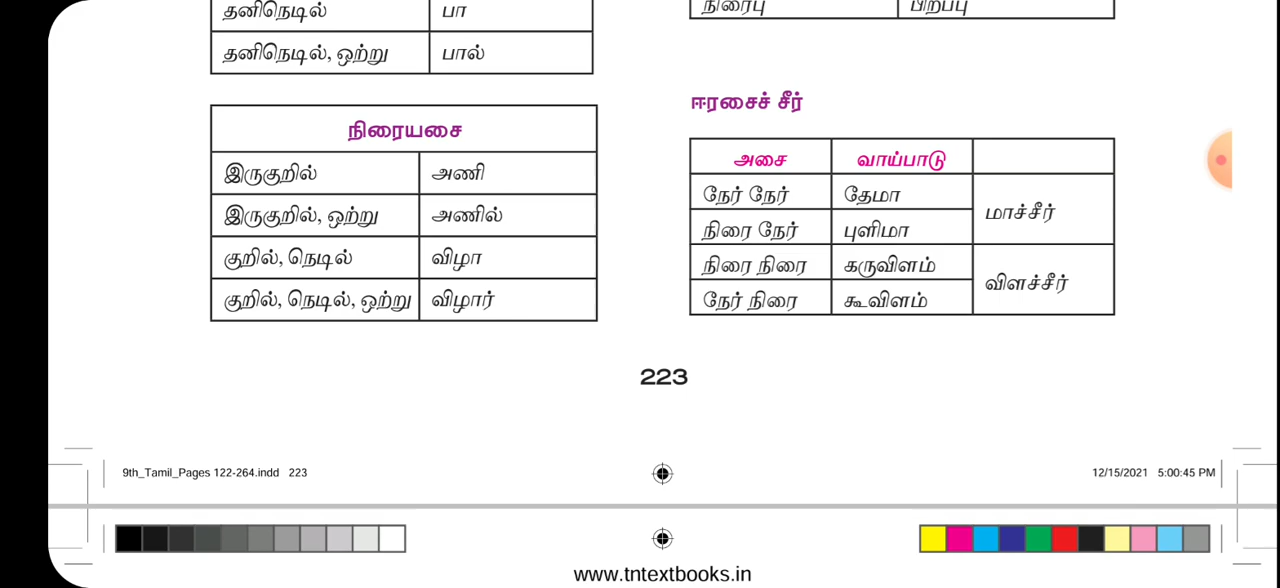 தனிநெடில் பா
தனிநெடில், ஒற்று பால்
நிரையசை
இருகுறில் அணி
இருகுறில், ஒற்று அணில்
குறில், நெடில் விழா
குறில், நெடில், ஒற்று விழார்
நிரைபு பிறப்பு
ஈரசைச் சீர்
அசை வாய்பாடு
நேர் நேர் தேமா
நிரை நேர் புளிமா
மாச்சீர்
நிரை நிரை கருவிளம்
நேர் நிரை கூவிளம்
விளச்சீர்
223
9th_Tamil_Pages 122-264.indd 223
12/15/2021 5:00:45 PM
www.tntextbooks.in